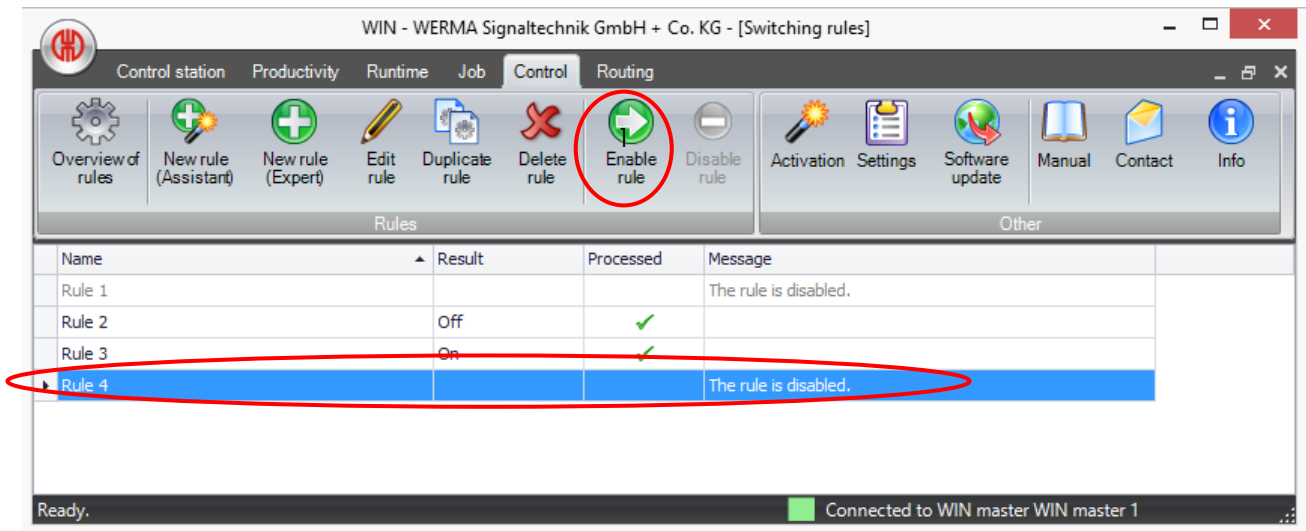 WIN - WERMA Signaltechnik GmbH + Co. KG - [Switching rules]
Control station Productivity Runtime Job Control Routing
Overview of rules
New rule (Assistant)
New rule (Expert)
Edit rule
Duplicate rule
Delete rule
Enable rule
Disable rule
Activation
Settings
Software update
Manual
Contact
Info
Rules
Other
Name Result Processed Message
Rule 1 The rule is disabled.
Rule 2 Off
Rule 3 On
Rule 4 The rule is disabled.
Ready. Connected to WIN master WIN master 1